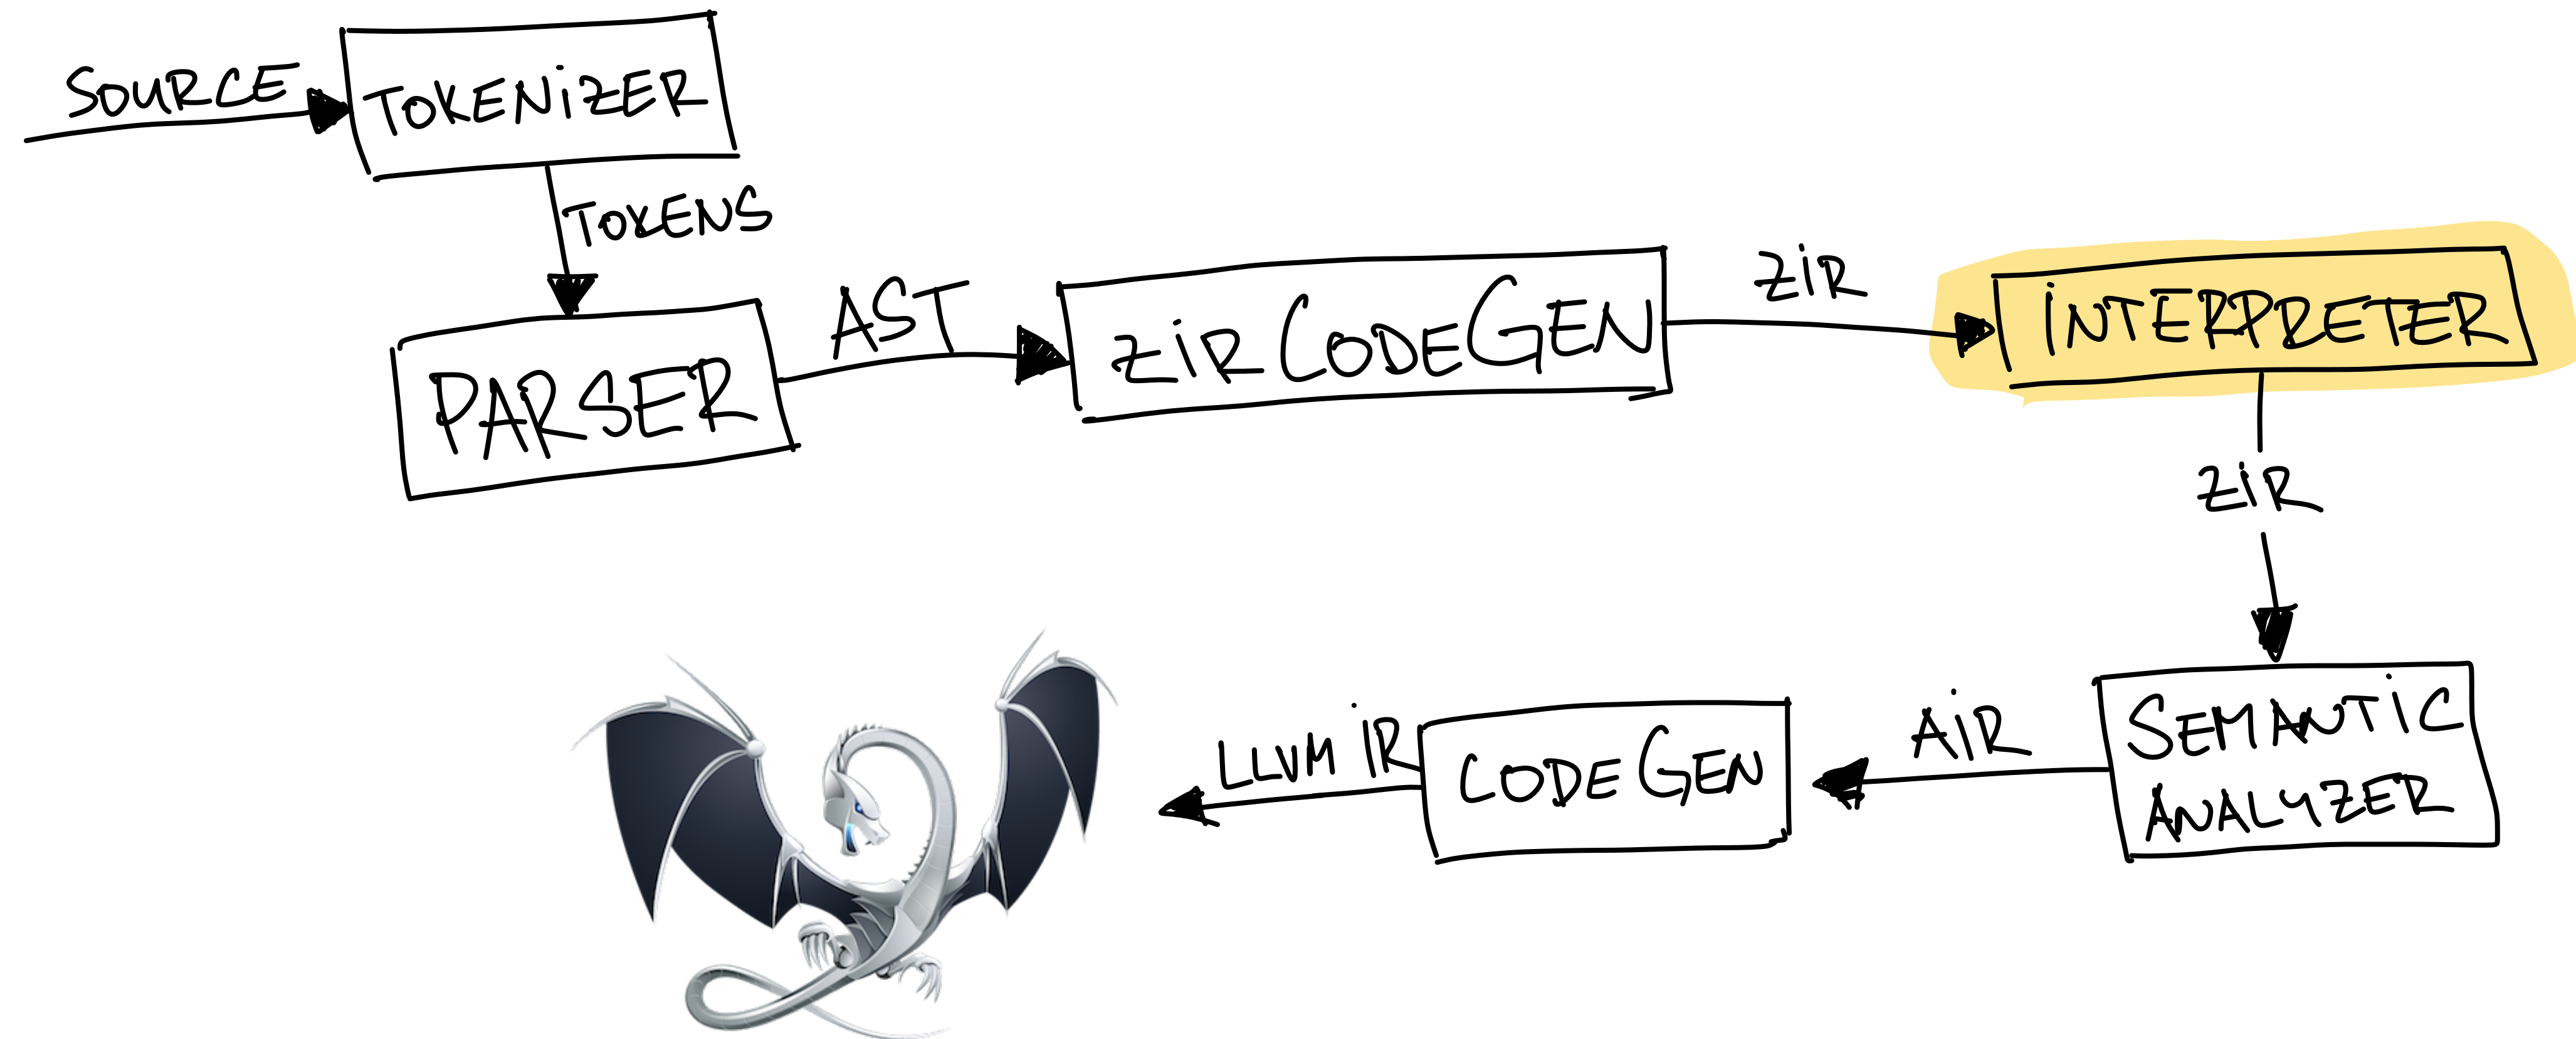 SOURCE
TOKENiZER
TOKENS
PARSER
AST
ZiR CODEGEN
ZiR
iNTERPRETER
ZiR
SEMANTiC
ANALYZER
AiR
CODEGEN
LLVM iR